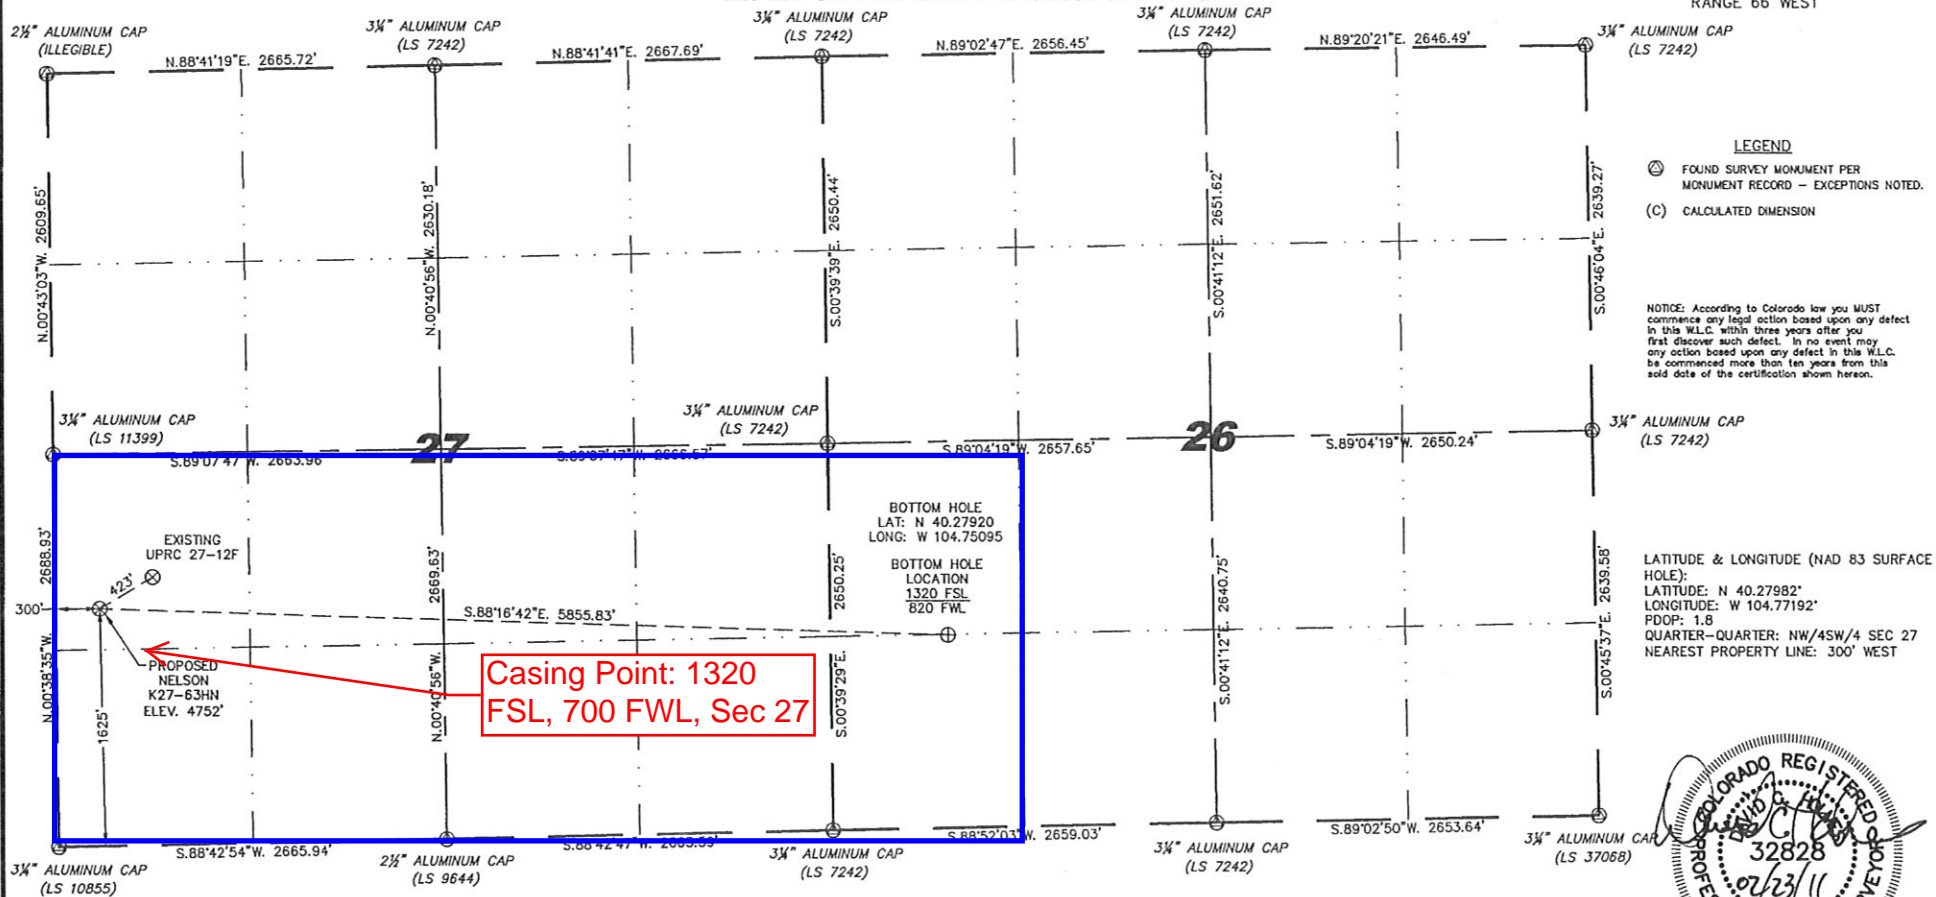 RANGE 66 WEST
2½" ALUMINUM CAP
(ILLEGIBLE)
3¼" ALUMINUM CAP
(LS 7242)
3¼" ALUMINUM CAP
(LS 7242)
3¼" ALUMINUM CAP
(LS 7242)
3¼" ALUMINUM CAP
(LS 7242)
N.88°41'19"E. 2665.72'
N.88°41'41"E. 2667.69'
N.89°02'47"E. 2656.45'
N.89°20'21"E. 2646.49'
N.00°43'03"W. 2609.65'
N.00°40'56"W. 2630.18'
S.00°39'39"E. 2650.44'
S.00°41'12"E. 2651.62'
S.00°46'04"E. 2639.27'
LEGEND
FOUND SURVEY MONUMENT PER
MONUMENT RECORD – EXCEPTIONS NOTED.
(C) CALCULATED DIMENSION
NOTICE: According to Colorado law you MUST
commence any legal action based upon any defect
in this W.L.C. within three years after you
first discover such defect. In no event may
any action based upon any defect in this W.L.C.
be commenced more than ten years from this
said date of the certification shown hereon.
3¼" ALUMINUM CAP
(LS 11399)
3¼" ALUMINUM CAP
(LS 7242)
3¼" ALUMINUM CAP
(LS 7242)
27
26
S.89°07'47"W. 2663.96'
S.89°04'19"W. 2657.65'
S.89°04'19"W. 2650.24'
EXISTING
UPRC 27-12F
423'
300'
N.00°38'35"W. 2688.93'
1625'
PROPOSED
NELSON
K27-63HN
ELEV. 4752'
S.88°16'42"E. 5855.83'
N.00°40'56"W. 2669.63'
S.00°39'29"E. 2650.25'
BOTTOM HOLE
LAT: N 40.27920
LONG: W 104.75095
BOTTOM HOLE
LOCATION
1320 FSL
820 FWL
Casing Point: 1320
FSL, 700 FWL, Sec 27
S.00°41'12"E. 2640.75'
S.00°45'37"E. 2639.58'
LATITUDE & LONGITUDE (NAD 83 SURFACE
HOLE):
LATITUDE: N 40.27982°
LONGITUDE: W 104.77192°
PDOP: 1.8
QUARTER-QUARTER: NW/4SW/4 SEC 27
NEAREST PROPERTY LINE: 300' WEST
S.88°42'54"W. 2665.94'
S.88°52'03"W. 2659.03'
S.89°02'50"W. 2653.64'
3¼" ALUMINUM CAP
(LS 10855)
2½" ALUMINUM CAP
(LS 9644)
3¼" ALUMINUM CAP
(LS 7242)
3¼" ALUMINUM CAP
(LS 7242)
3¼" ALUMINUM CAP
(LS 37068)
COLORADO REGISTERED
DAVID C. HOLMES
32828
02/23/11